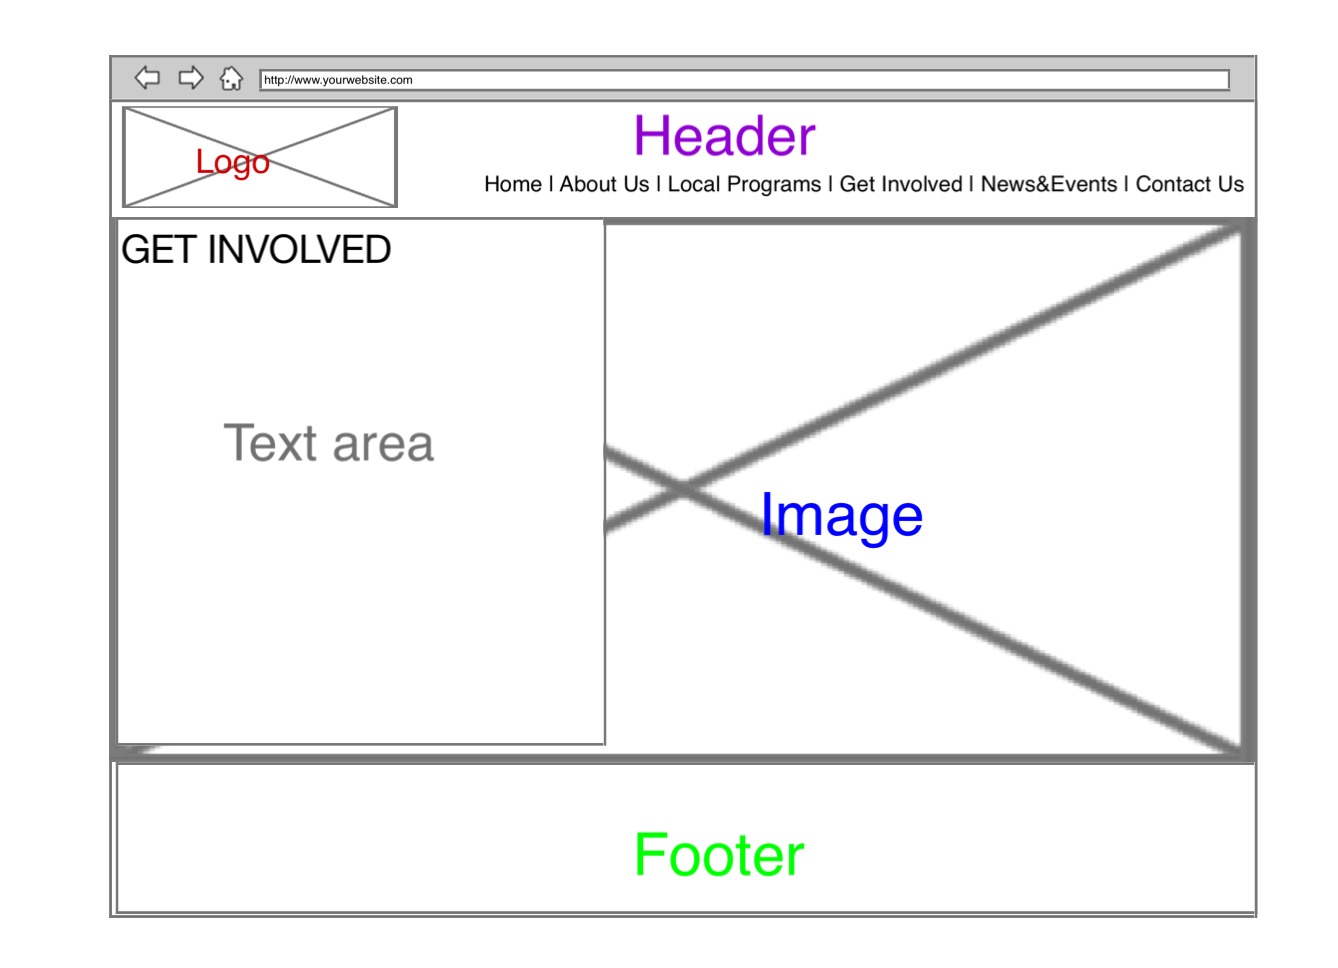 http://www.yourwebsite.com
Header
Logo
Home | About Us | Local Programs | Get Involved | News&Events | Contact Us
GET INVOLVED
Text area
Image
Footer